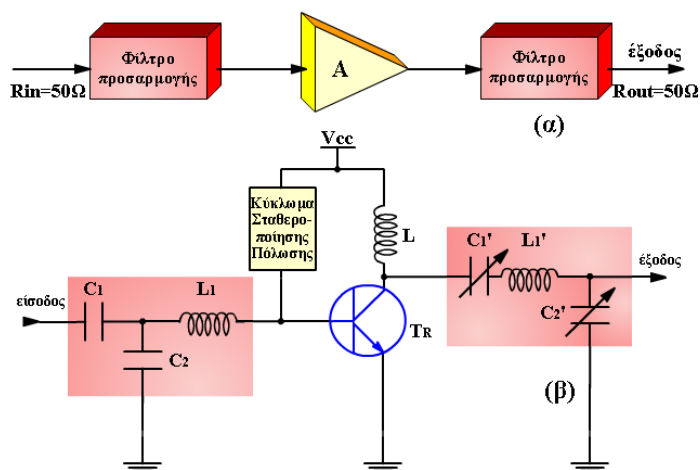 Φίλτρο
προσαρμογής
Rin=50Ω
A
Φίλτρο
προσαρμογής
έξοδος
Rout=50Ω
(α)
Vcc
Κύκλωμα
Σταθερο-
ποίησης
Πόλωσης
L
C1'
L1'
έξοδος
C2'
είσοδος
C1
L1
C2
TR
(β)